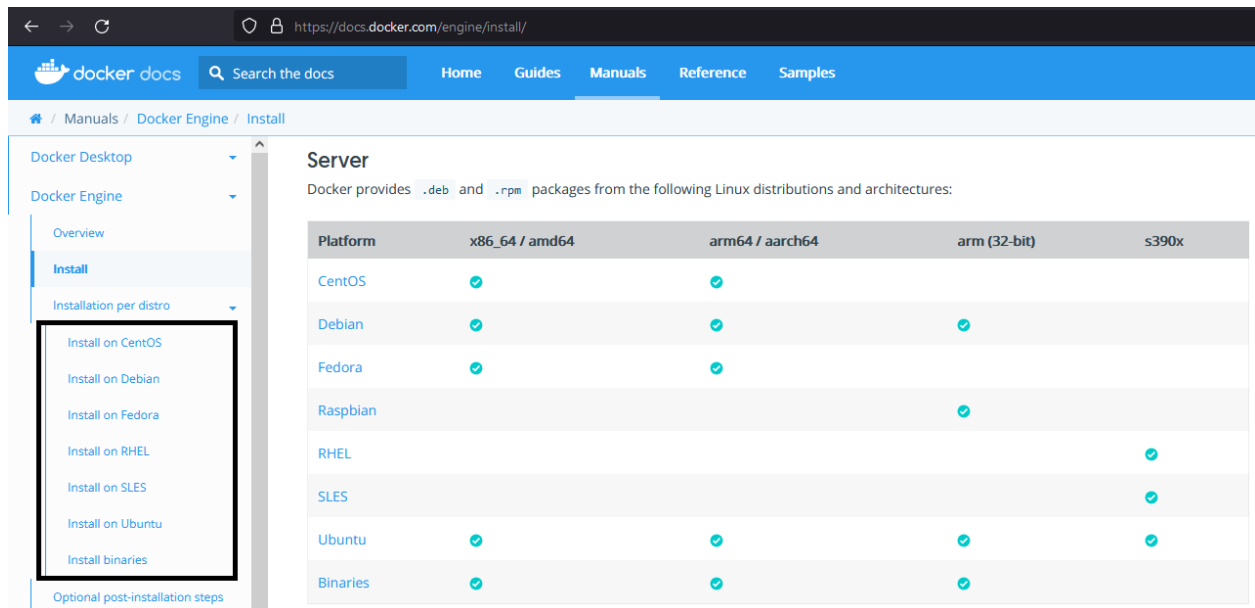 https://docs.docker.com/engine/install/
docker docs Search the docs Home Guides Manuals Reference Samples
/ Manuals / Docker Engine / Install
Docker Desktop
Docker Engine
Overview
Install
Installation per distro
Install on CentOS
Install on Debian
Install on Fedora
Install on RHEL
Install on SLES
Install on Ubuntu
Install binaries
Optional post-installation steps
Server
Docker provides .deb and .rpm packages from the following Linux distributions and architectures:
Platform x86_64 / amd64 arm64 / aarch64 arm (32-bit) s390x
CentOS
Debian
Fedora
Raspbian
RHEL
SLES
Ubuntu
Binaries